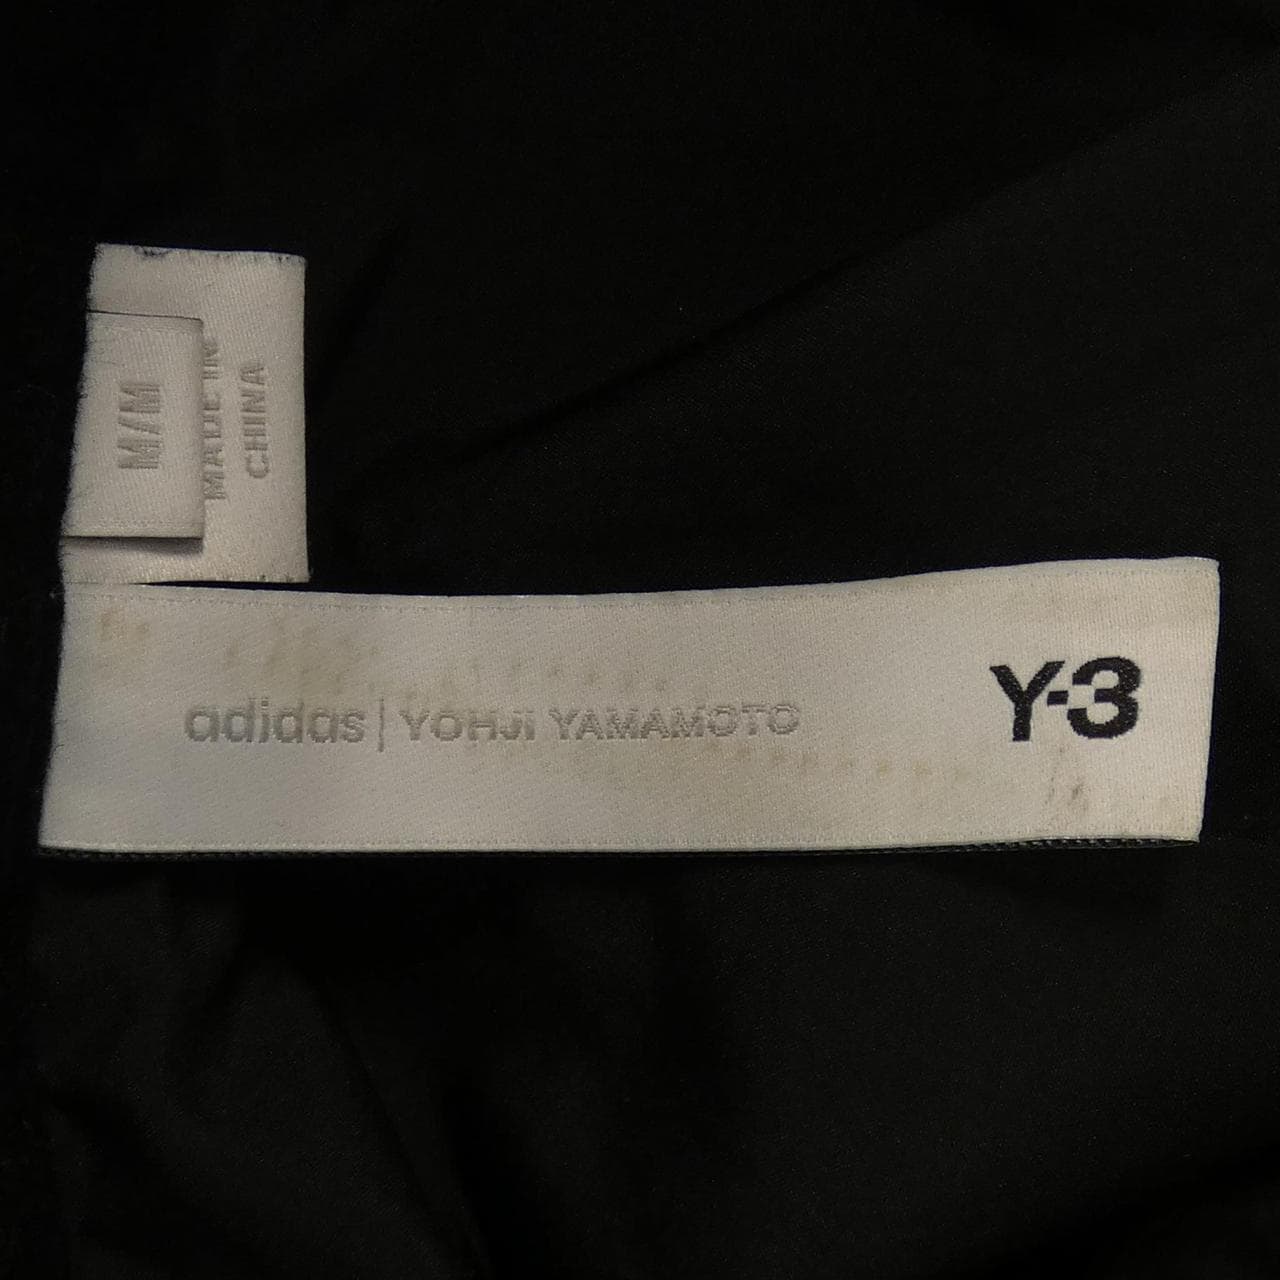 M/M
MADE IN
CHINA
adidas | YOHJI YAMAMOTO
Y-3